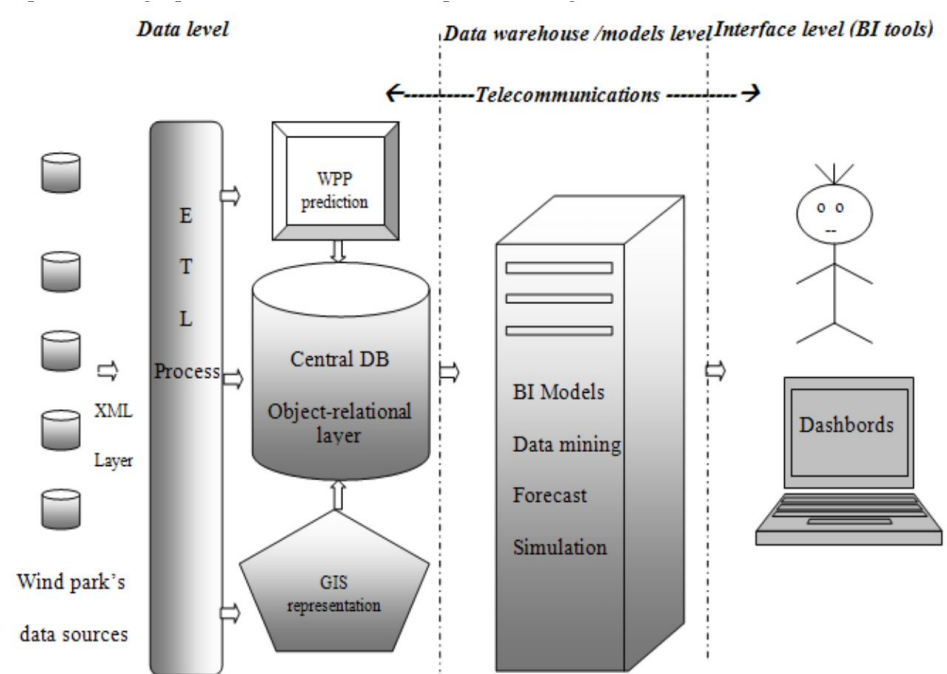 Data level
Data warehouse /models level
Interface level (BI tools)
←----------Telecommunications ----------→
E
T
L
Process
WPP
prediction
Central DB
Object-relational
layer
XML
Layer
BI Models
Data mining
Forecast
Simulation
Dashbords
GIS
representation
Wind park's
data sources